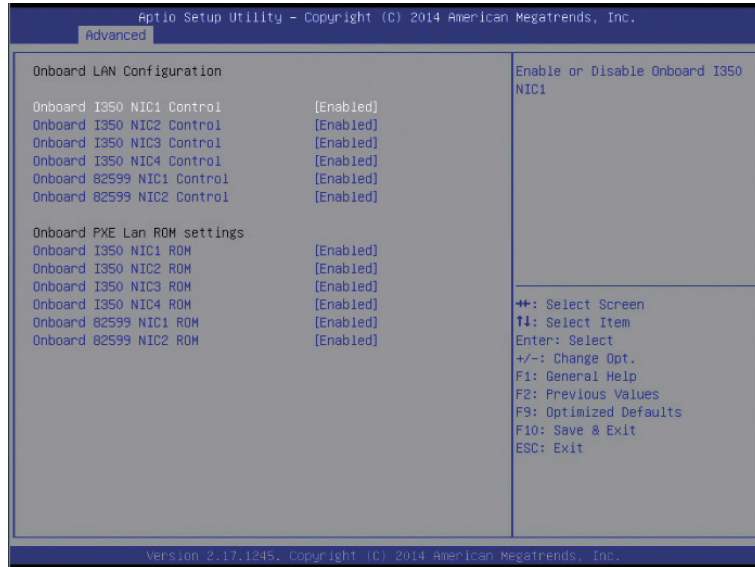 Aptio Setup Utility – Copyright (C) 2014 American Megatrends, Inc.
Advanced
Onboard LAN Configuration
Onboard I350 NIC1 Control [Enabled]
Onboard I350 NIC2 Control [Enabled]
Onboard I350 NIC3 Control [Enabled]
Onboard I350 NIC4 Control [Enabled]
Onboard 82599 NIC1 Control [Enabled]
Onboard 82599 NIC2 Control [Enabled]
Onboard PXE Lan ROM settings
Onboard I350 NIC1 ROM [Enabled]
Onboard I350 NIC2 ROM [Enabled]
Onboard I350 NIC3 ROM [Enabled]
Onboard I350 NIC4 ROM [Enabled]
Onboard 82599 NIC1 ROM [Enabled]
Onboard 82599 NIC2 ROM [Enabled]
Enable or Disable Onboard I350
NIC1
→←: Select Screen
↑↓: Select Item
Enter: Select
+/-: Change Opt.
F1: General Help
F2: Previous Values
F9: Optimized Defaults
F10: Save & Exit
ESC: Exit
Version 2.17.1245. Copyright (C) 2014 American Megatrends, Inc.